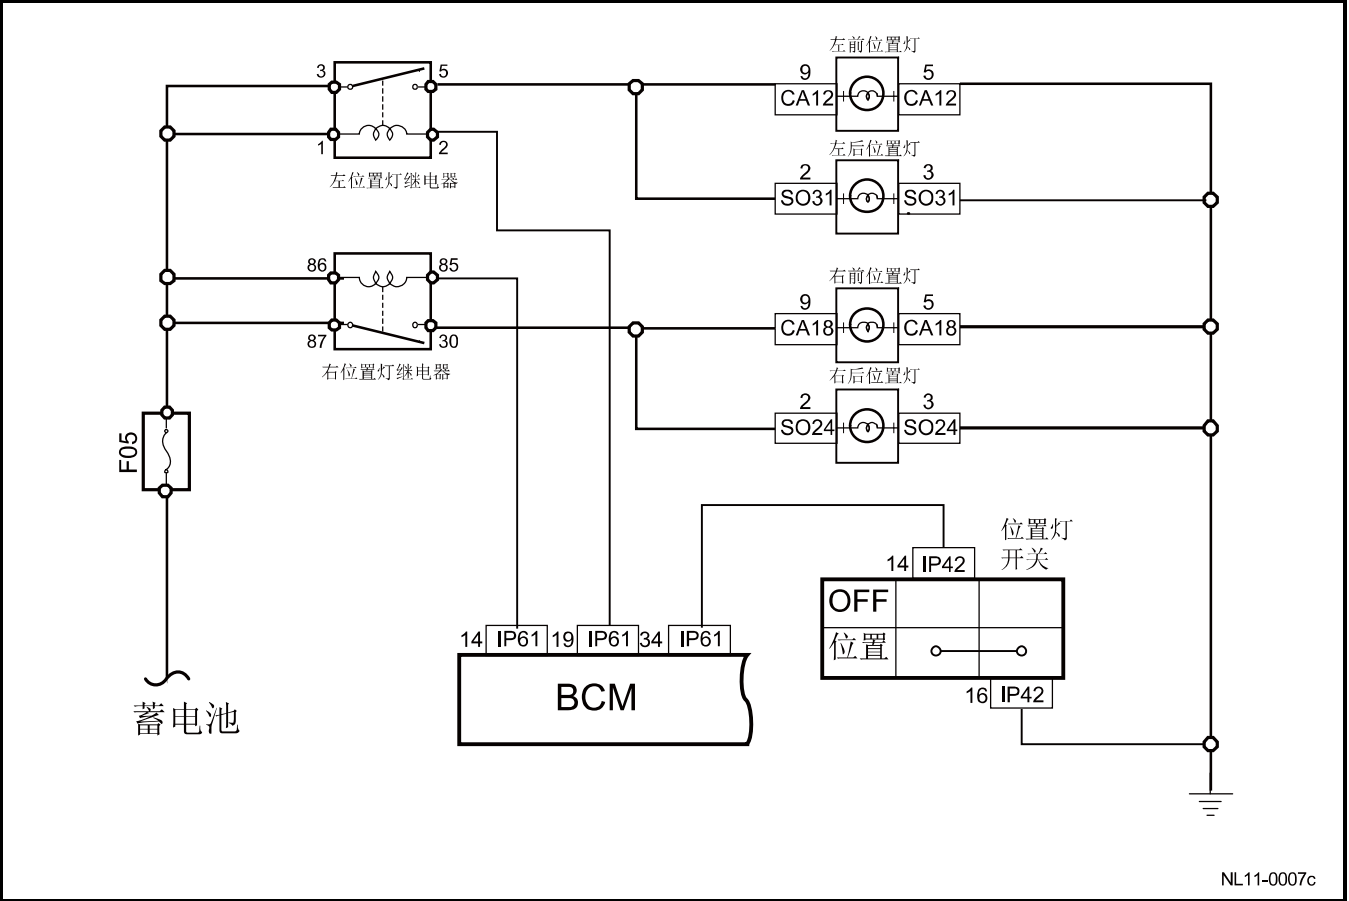 左前位置灯
3 5 9 5
CA12 CA12
1 2
左位置灯继电器
左后位置灯
2 3
SO31 SO31
86 85
右前位置灯
9 5
CA18 CA18
87 30
右位置灯继电器
右后位置灯
2 3
SO24 SO24
F05
位置灯
开关
14 IP42
OFF
位置
14 IP61 19 IP61 34 IP61
BCM
16 IP42
蓄电池
NL11-0007c